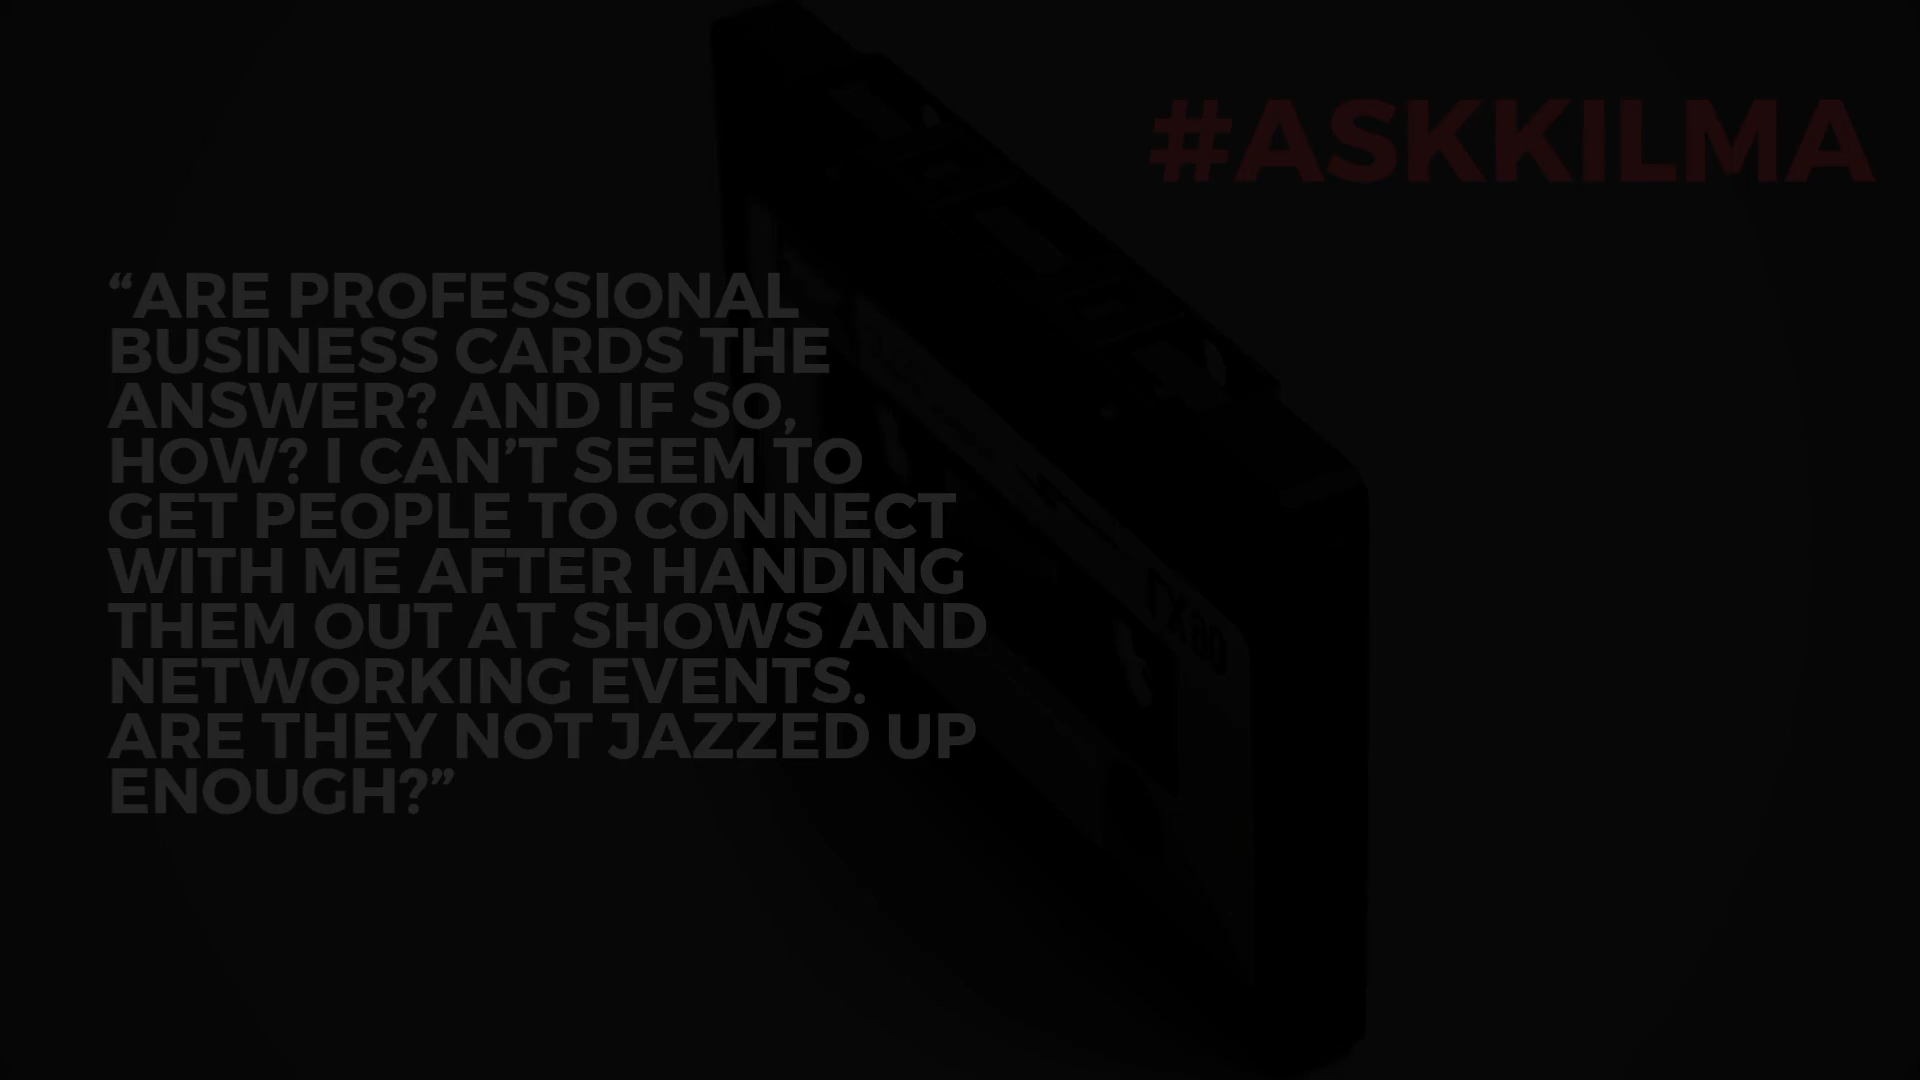 #ASKKILMA
“ARE PROFESSIONAL
BUSINESS CARDS THE
ANSWER? AND IF SO,
HOW? I CAN’T SEEM TO
GET PEOPLE TO CONNECT
WITH ME AFTER HANDING
THEM OUT AT SHOWS AND
NETWORKING EVENTS.
ARE THEY NOT JAZZED UP
ENOUGH?”